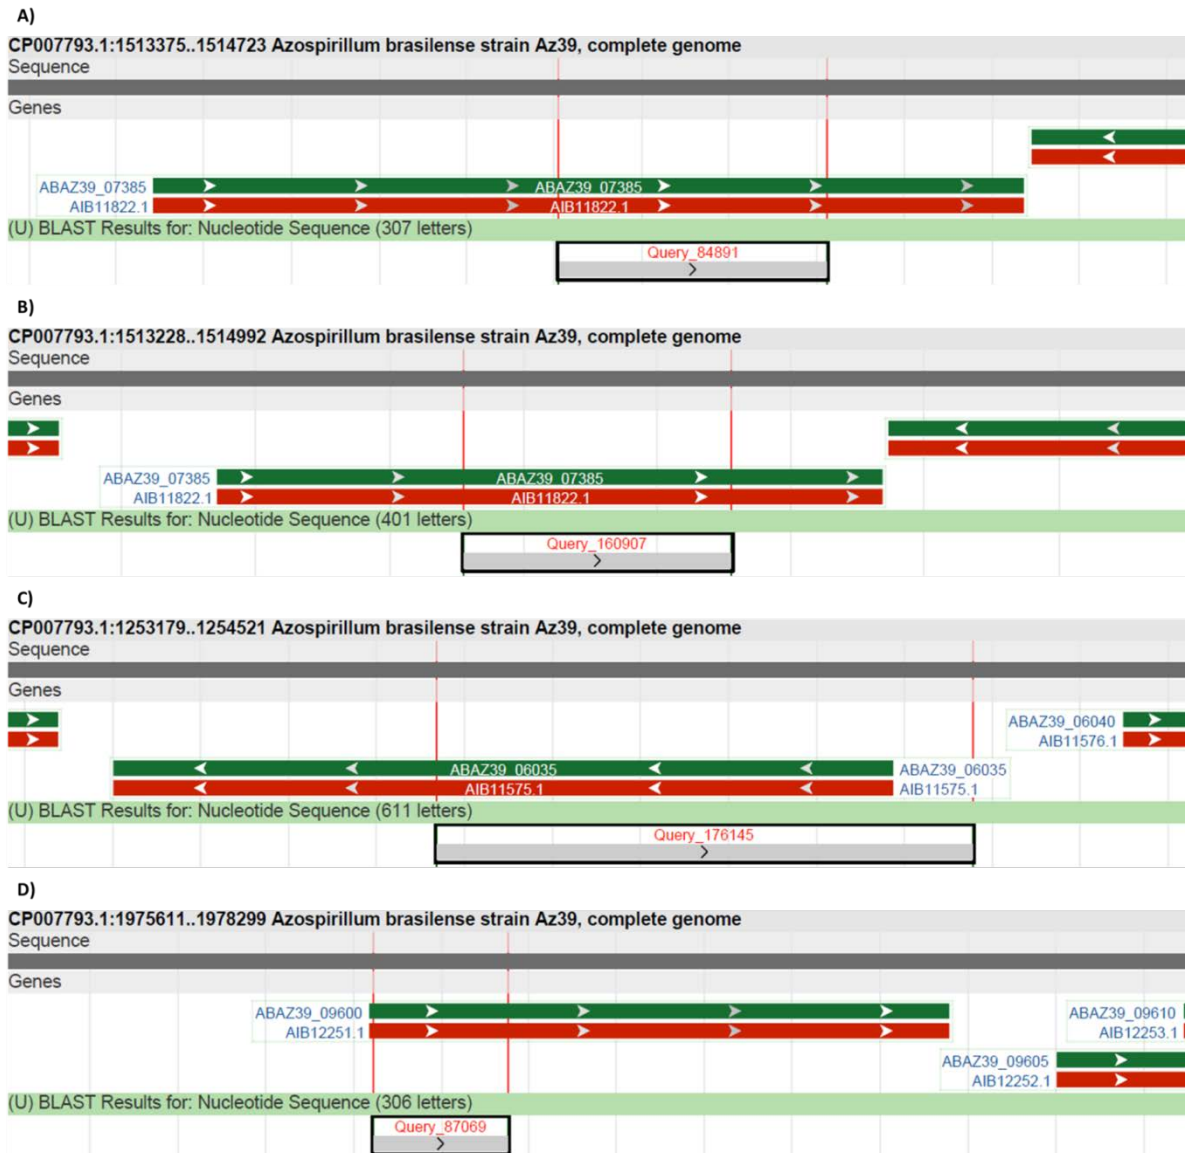 A)
CP007793.1:1513375..1514723 Azospirillum brasilense strain Az39, complete genome
Sequence
Genes
ABAZ39_07385 ABAZ39_07385
AIB11822.1 AIB11822.1
(U) BLAST Results for: Nucleotide Sequence (307 letters)
Query_84891
B)
CP007793.1:1513228..1514992 Azospirillum brasilense strain Az39, complete genome
Sequence
Genes
ABAZ39_07385 ABAZ39_07385
AIB11822.1 AIB11822.1
(U) BLAST Results for: Nucleotide Sequence (401 letters)
Query_160907
C)
CP007793.1:1253179..1254521 Azospirillum brasilense strain Az39, complete genome
Sequence
Genes
ABAZ39_06040
AIB11576.1
ABAZ39_06035 ABAZ39_06035
AIB11575.1 AIB11575.1
(U) BLAST Results for: Nucleotide Sequence (611 letters)
Query_176145
D)
CP007793.1:1975611..1978299 Azospirillum brasilense strain Az39, complete genome
Sequence
Genes
ABAZ39_09600 ABAZ39_09610
AIB12251.1 AIB12253.1
ABAZ39_09605
AIB12252.1
(U) BLAST Results for: Nucleotide Sequence (306 letters)
Query_87069